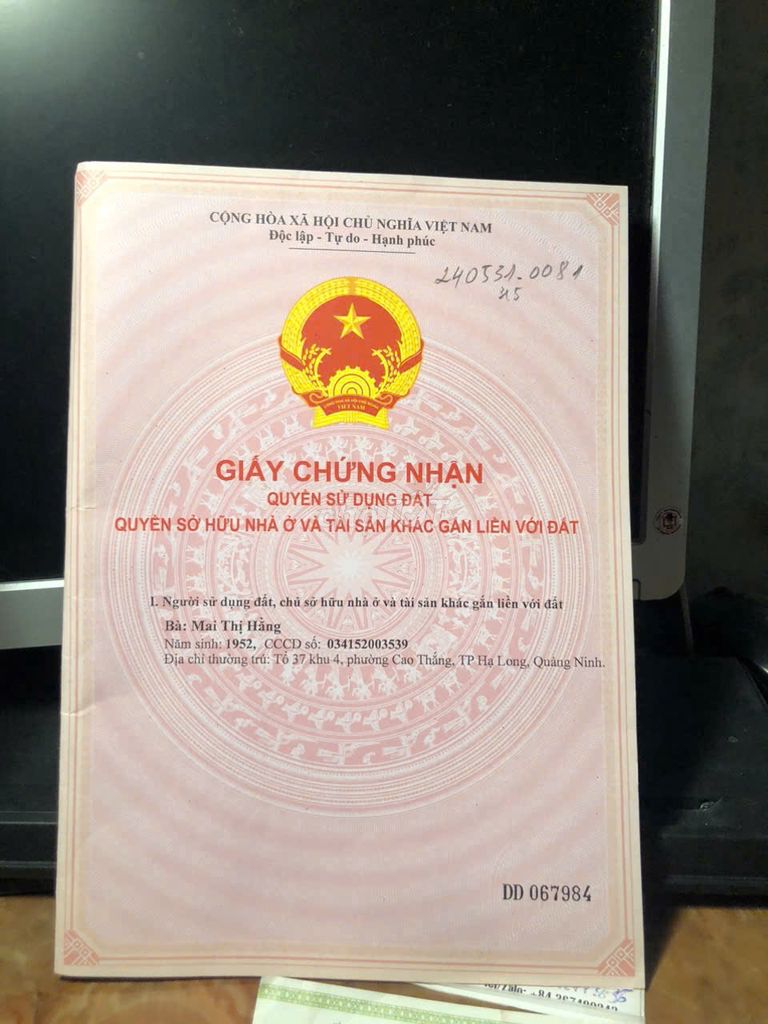 CỘNG HÒA XÃ HỘI CHỦ NGHĨA VIỆT NAM
Độc lập - Tự do - Hạnh phúc
240531-0081
H5
VIỆT NAM
GIẤY CHỨNG NHẬN
QUYỀN SỬ DỤNG ĐẤT
QUYỀN SỞ HỮU NHÀ Ở VÀ TÀI SẢN KHÁC GẮN LIỀN VỚI ĐẤT
I. Người sử dụng đất, chủ sở hữu nhà ở và tài sản khác gắn liền với đất
Bà: Mai Thị Hằng
Năm sinh: 1952, CCCD số: 034152003539
Địa chỉ thường trú: Tổ 37 khu 4, phường Cao Thắng, TP Hạ Long, Quảng Ninh.
DD 067984